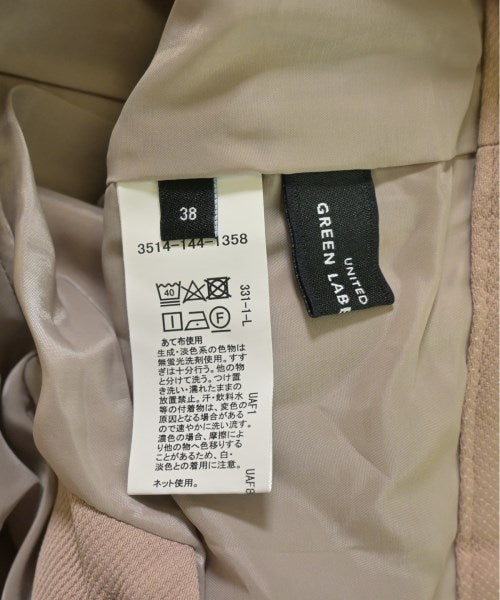 38
3514-144-1358
40
F
331-1-L
あて布使用
生成・淡色系の色物は
無蛍光洗剤使用。すす
ぎは十分行う。他の物
と分けて洗う。つけ置
き洗い・濡れたままの
放置禁止。汗・飲料水
等の付着物は、変色の
原因となる場合がある
ので速やかに洗い流す。
濃色の場合、摩擦により
り他の物へ色移りする
ことがあるため、白・
淡色との着用に注意。
ネット使用。
UAF1
UAF8
UNITED
GREEN LABE